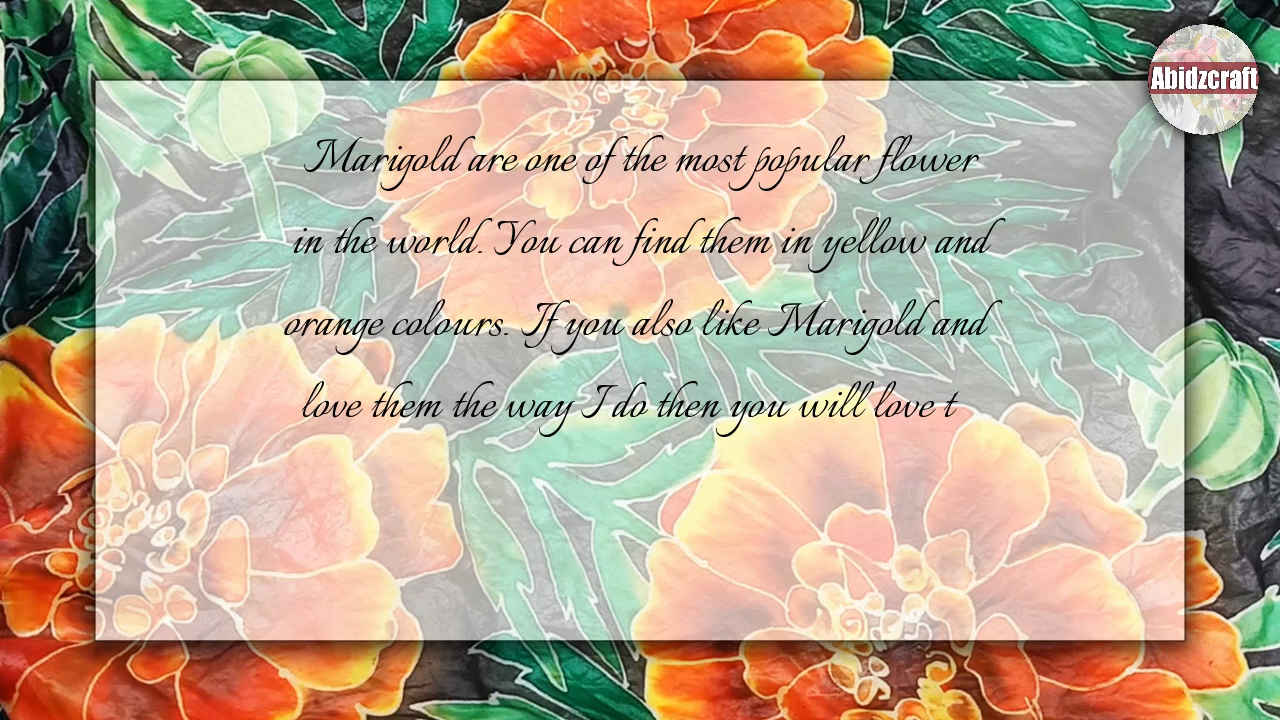 Abidzcraft
Marigold are one of the most popular flower
in the world. You can find them in yellow and
orange colours. If you also like Marigold and
love them the way I do then you will love t